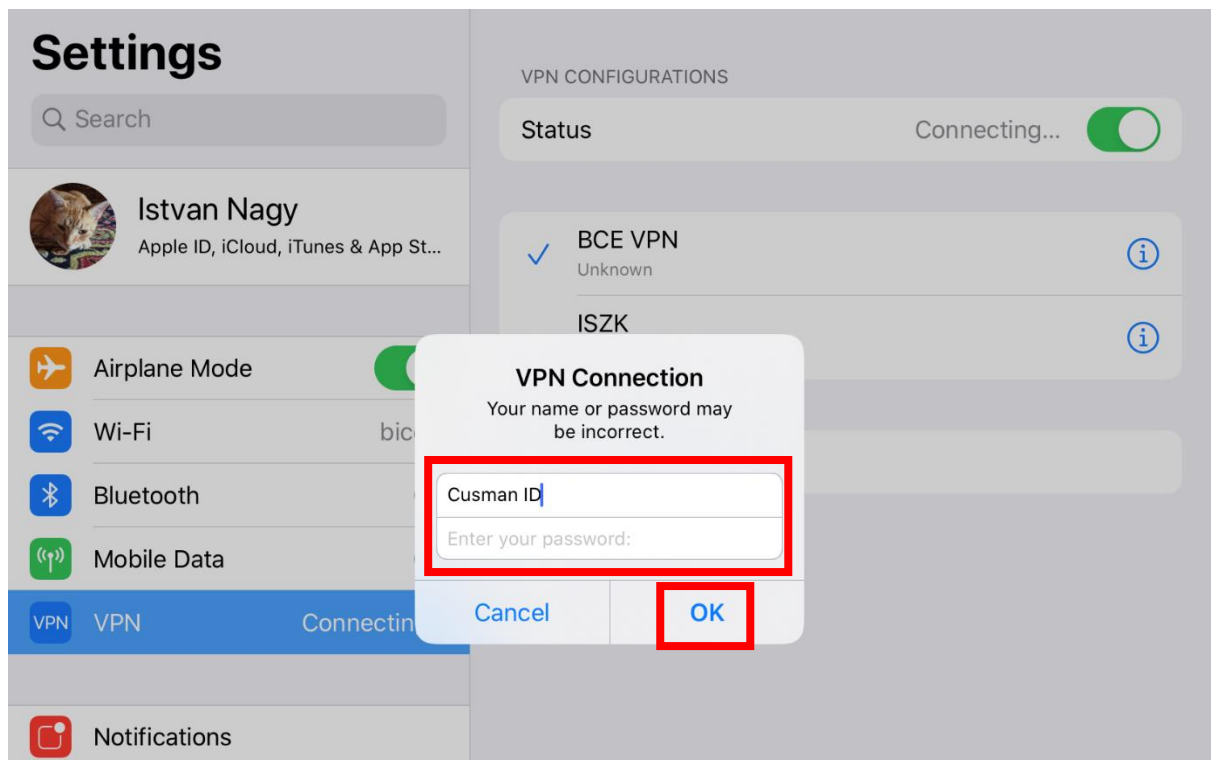 Settings
Search
Istvan Nagy
Apple ID, iCloud, iTunes & App St...
Airplane Mode
Wi-Fi
bic
Bluetooth
Mobile Data
VPN
VPN
Connectin
Notifications
VPN CONFIGURATIONS
Status
Connecting...
BCE VPN
Unknown
ISZK
VPN Connection
Your name or password may
be incorrect.
Cusman ID
Enter your password:
Cancel
OK